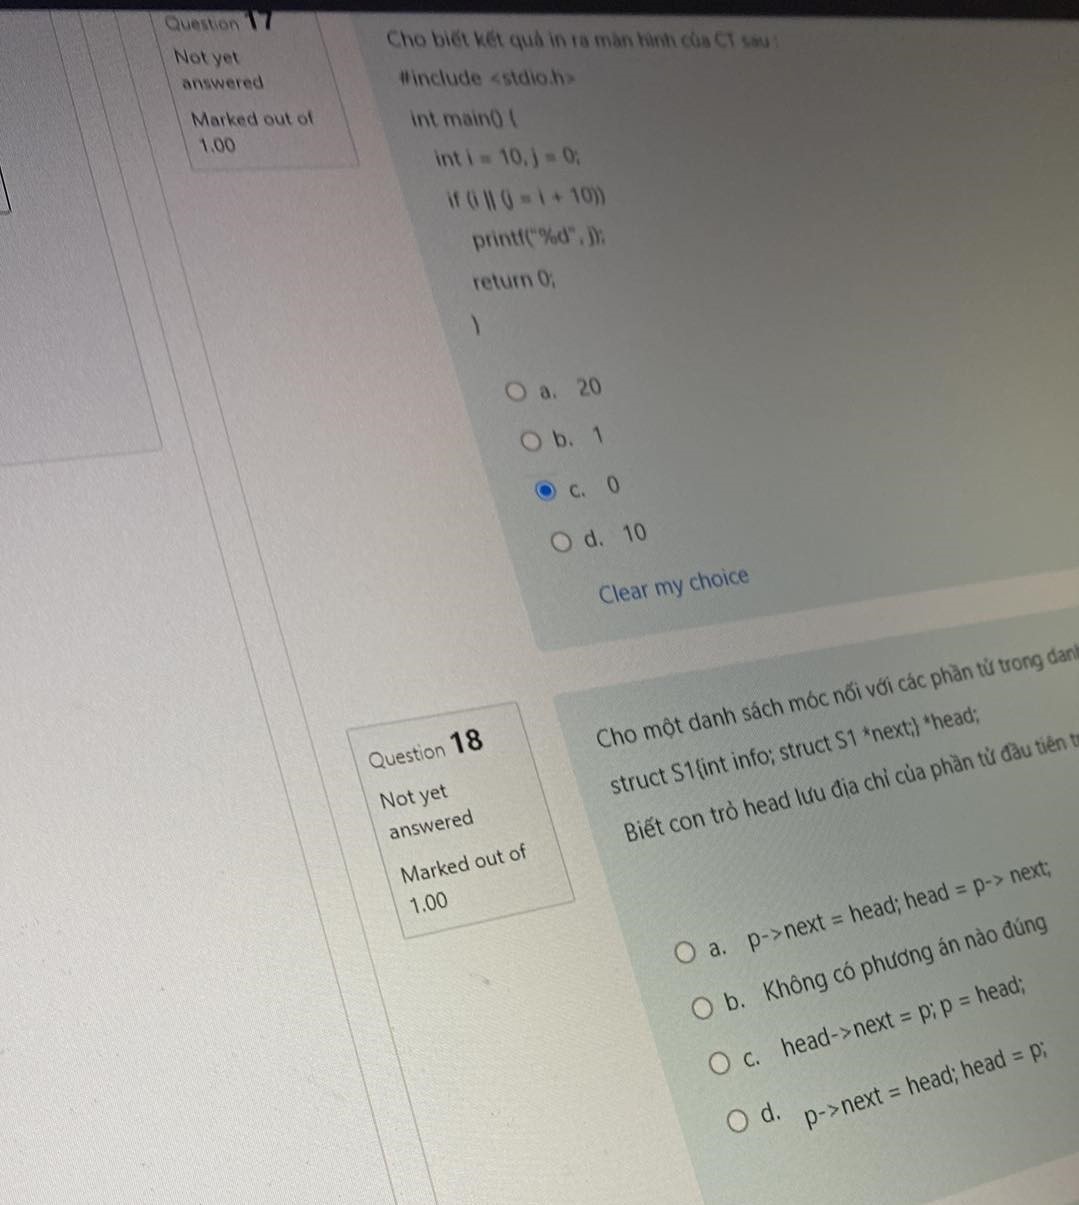 Question 17
Not yet
answered
Marked out of
1.00
Cho biết kết quả in ra màn hình của CT sau :
#include <stdio.h>
int main() {
int i = 10, j = 0;
if (i || (j = i + 10))
printf("%d", j);
return 0;
}
a. 20
b. 1
c. 0
d. 10
Clear my choice
Question 18
Not yet
answered
Marked out of
1.00
Cho một danh sách móc nối với các phần tử trong
struct S1{int info; struct S1 *next;} *head;
Biết con trỏ head lưu địa chỉ của phần tử đầu tiên
a. p->next = head; head = p-> next;
b. Không có phương án nào đúng
c. head->next = p; p = head;
d. p->next = head; head = p;